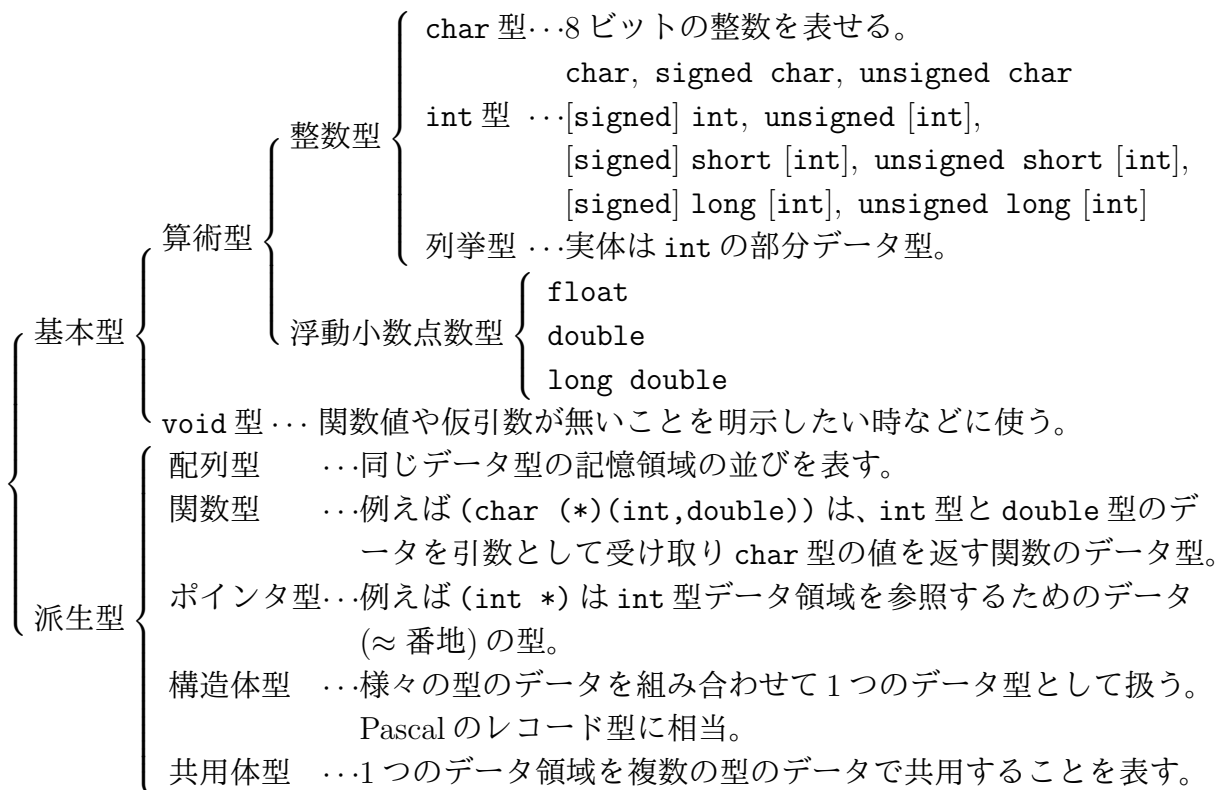 char 型···8 ビットの整数を表せる。
char, signed char, unsigned char
整数型
int 型 ···[signed] int, unsigned [int],
[signed] short [int], unsigned short [int],
[signed] long [int], unsigned long [int]
算術型
列挙型 ···実体は int の部分データ型。
基本型
浮動小数点数型
float
double
long double
void 型 ··· 関数値や仮引数が無いことを明示したい時などに使う。
配列型 ···同じデータ型の記憶領域の並びを表す。
関数型 ···例えば (char (*)(int,double)) は、int 型と double 型のデ
ータを引数として受け取り char 型の値を返す関数のデータ型。
派生型
ポインタ型···例えば (int *) は int 型データ領域を参照するためのデータ
(≈ 番地) の型。
構造体型 ···様々の型のデータを組み合わせて 1 つのデータ型として扱う。
Pascal のレコード型に相当。
共用体型 ···1 つのデータ領域を複数の型のデータで共用することを表す。